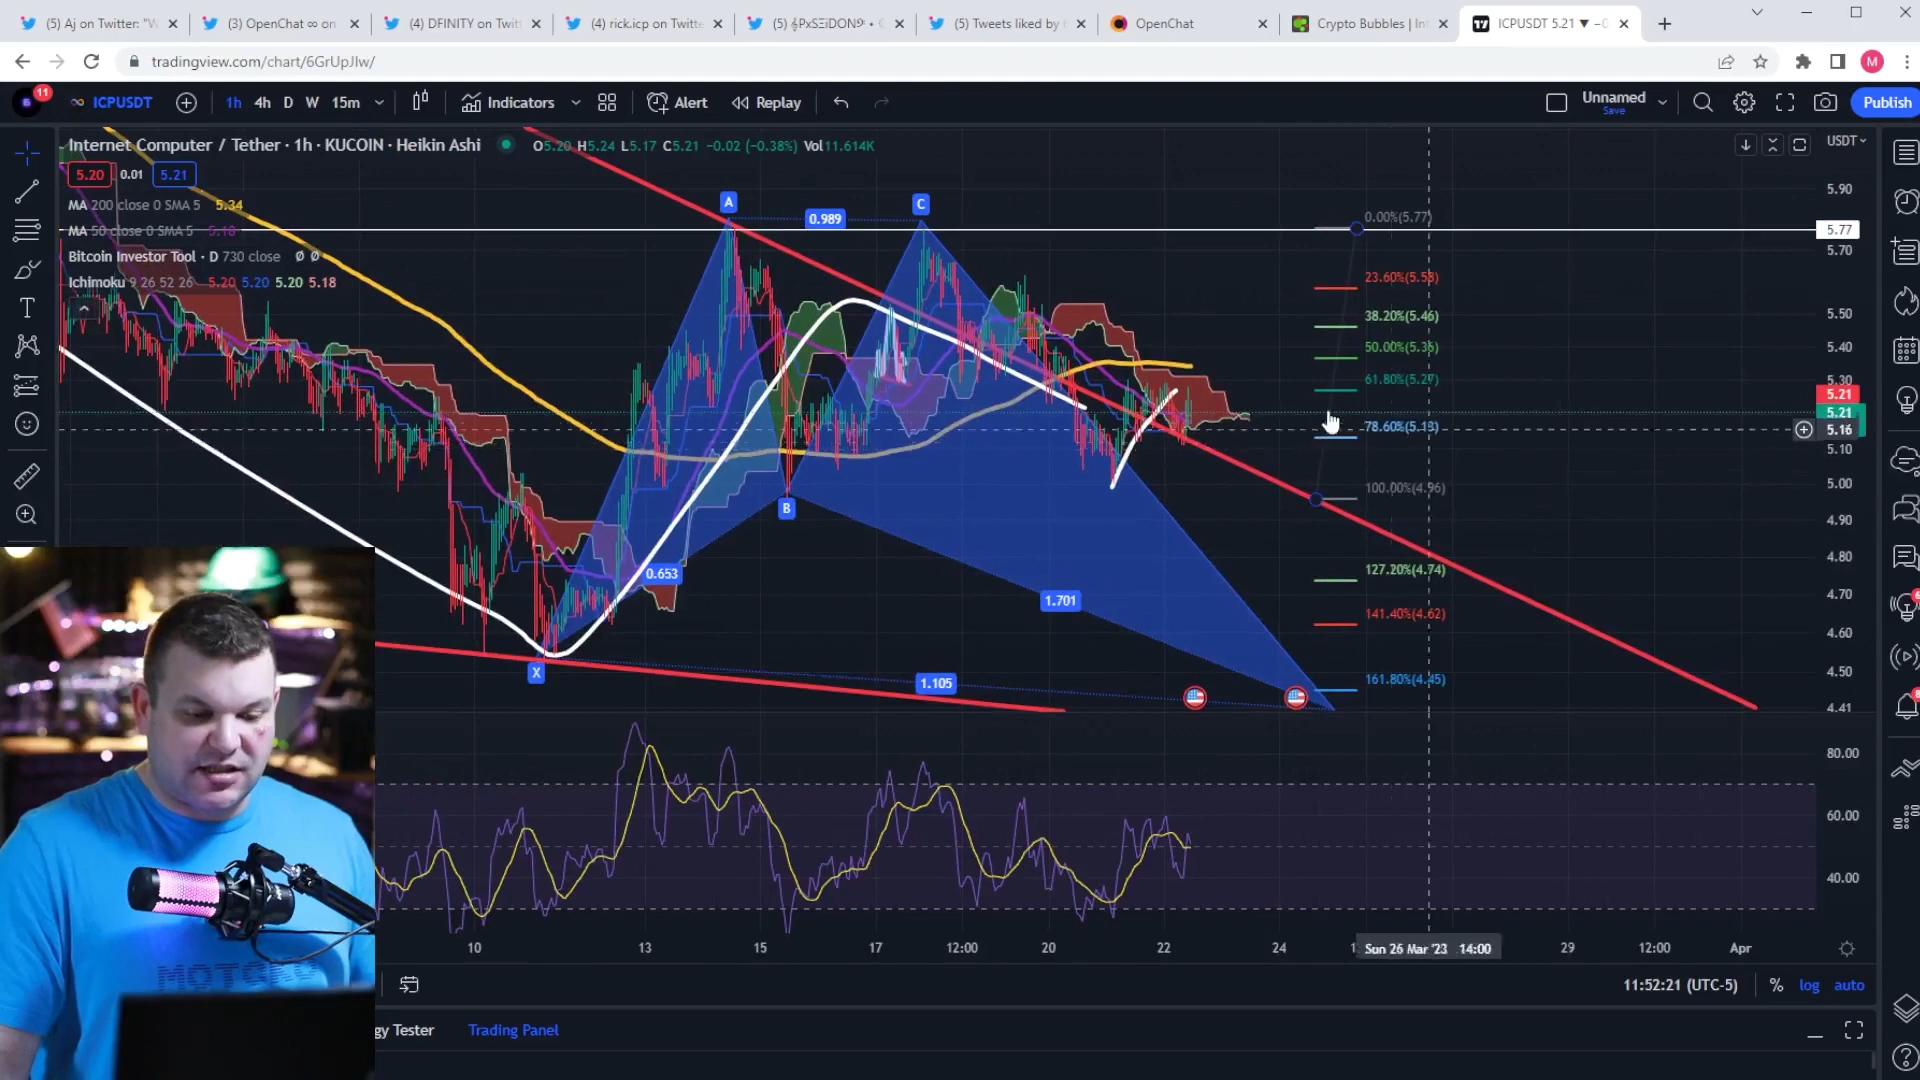 (5) Aj on Twitter: "W
(3) OpenChat ∞ on
(4) DFINITY on Twit
(4) rick.icp on Twitte
(5) Tweets liked by
OpenChat
Crypto Bubbles | Int
ICPUSDT 5.21 ▼ −0
tradingview.com/chart/6GrUpJIw/
M
11
ICPUSDT
1h 4h D W 15m
Indicators
Alert
Replay
Unnamed
Save
Publish
Internet Computer / Tether · 1h · KUCOIN · Heikin Ashi
O5.20 H5.24 L5.17 C5.21 −0.02 (−0.38%) Vol11.614K
USDT
5.20 0.01 5.21
MA 200 close 0 SMA 5 5.34
MA 50 close 0 SMA 5 5.18
Bitcoin Investor Tool · D 730 close Ø Ø
Ichimoku 9 26 52 26 5.20 5.20 5.20 5.18
A
0.989
C
B
0.653
X
1.701
1.105
0.00%(5.77)
38.20%(5.46)
61.80%(5.27)
78.60%(5.13)
100.00%(4.96)
127.20%(4.74)
141.40%(4.62)
161.80%(4.45)
5.90
5.77
5.70
5.50
5.40
5.30
5.21
5.21
5.16
5.10
5.00
4.90
4.80
4.70
4.60
4.50
4.41
80.00
60.00
40.00
10
13
15
17
12:00
20
22
24
Sun 26 Mar '23 14:00
29
12:00
Apr
11:52:21 (UTC-5)
%
log
auto
gy Tester
Trading Panel